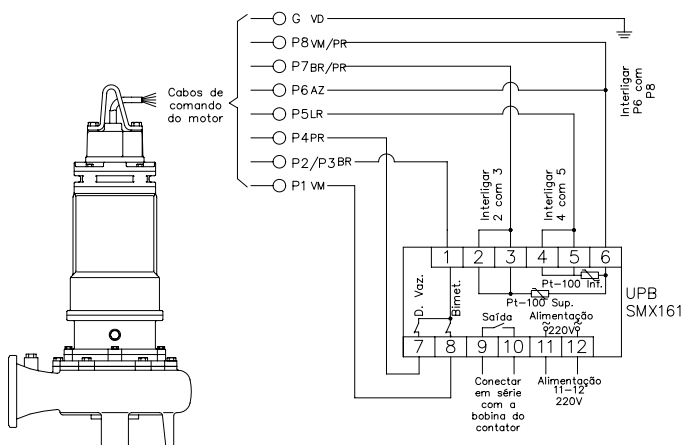 G VD
P8 VM/PR
P7 BR/PR
P6 AZ
P5 LR
P4 PR
P2/P3 BR
P1 VM
Cabos de
comando
do motor
Interligar
P6 com
P8
Interligar
2 com 3
Interligar
4 com 5
1 2 3 4 5 6
Pt-100 Inf.
Pt-100 Sup.
D. Vaz.
Bimet.
Saída
Alimentação
220V
UPB
SMX161
7 8 9 10 11 12
Conectar
em série
com a
bobina do
contator
Alimentação
11-12
220V